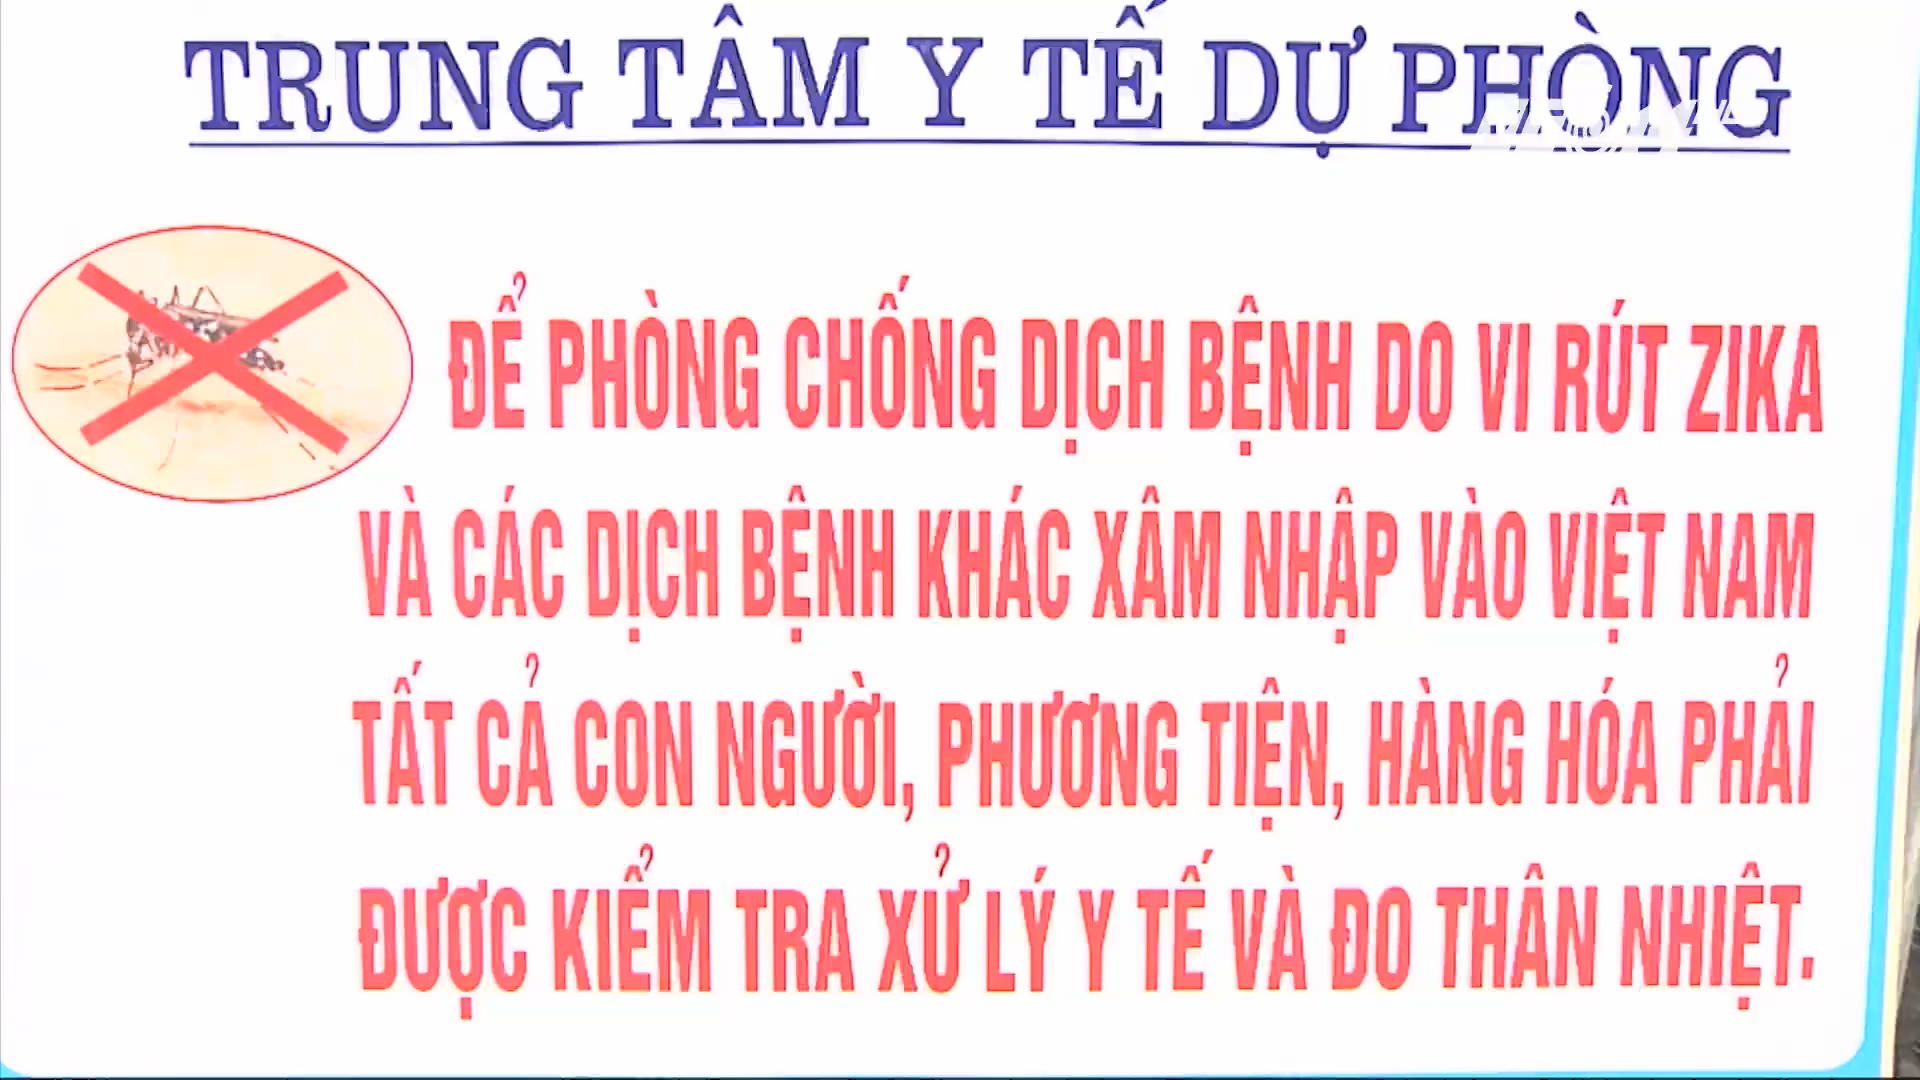 TRUNG TÂM Y TẾ DỰ PHÒNG
ĐỂ PHÒNG CHỐNG DỊCH BỆNH DO VI RÚT ZIKA
VÀ CÁC DỊCH BỆNH KHÁC XÂM NHẬP VÀO VIỆT NAM
TẤT CẢ CON NGƯỜI, PHƯƠNG TIỆN, HÀNG HÓA PHẢI
ĐƯỢC KIỂM TRA XỬ LÝ Y TẾ VÀ ĐO THÂN NHIỆT.